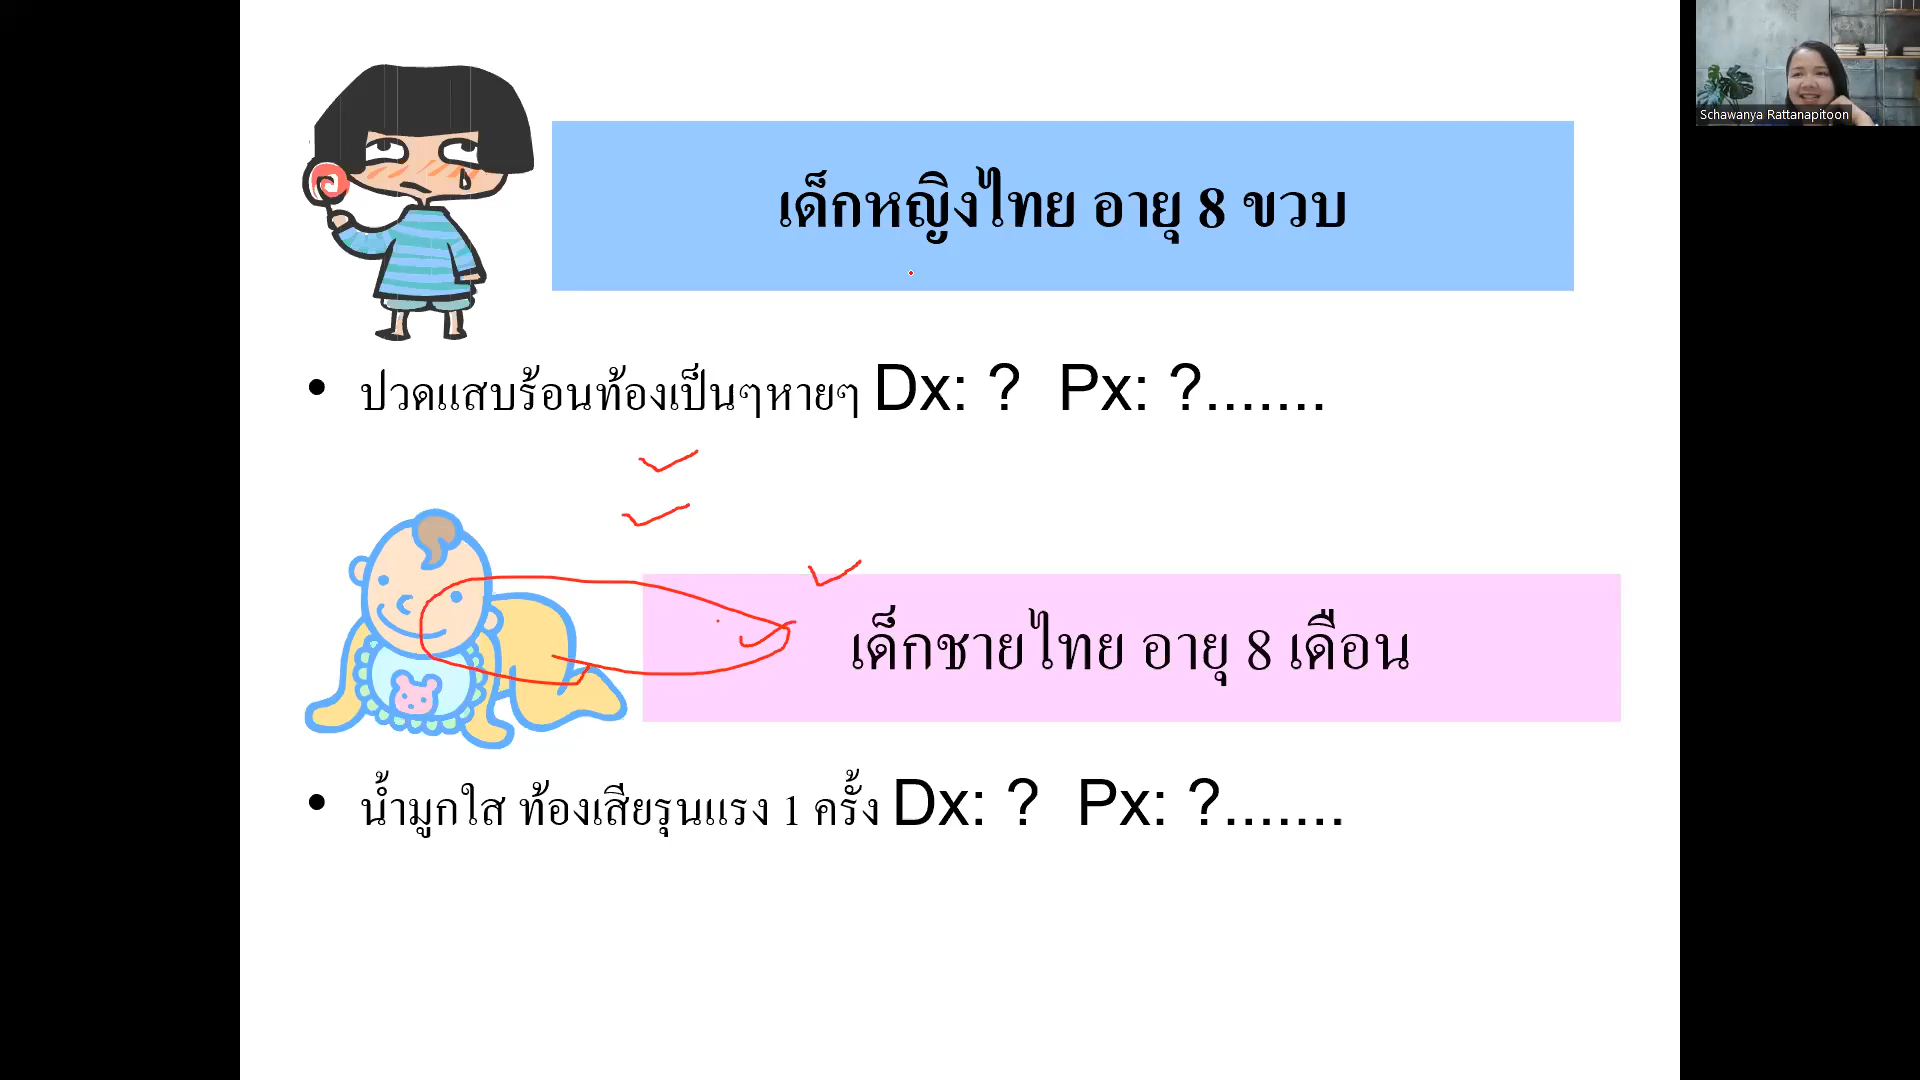 Schawanya Rattanapitoon
เด็กหญิงไทย อายุ 8 ขวบ
• ปวดแสบร้อนท้องเป็นๆหายๆ Dx: ? Px: ?.......
เด็กชายไทย อายุ 8 เดือน
• น้ำมูกใส ท้องเสียรุนแรง 1 ครั้ง Dx: ? Px: ?.......